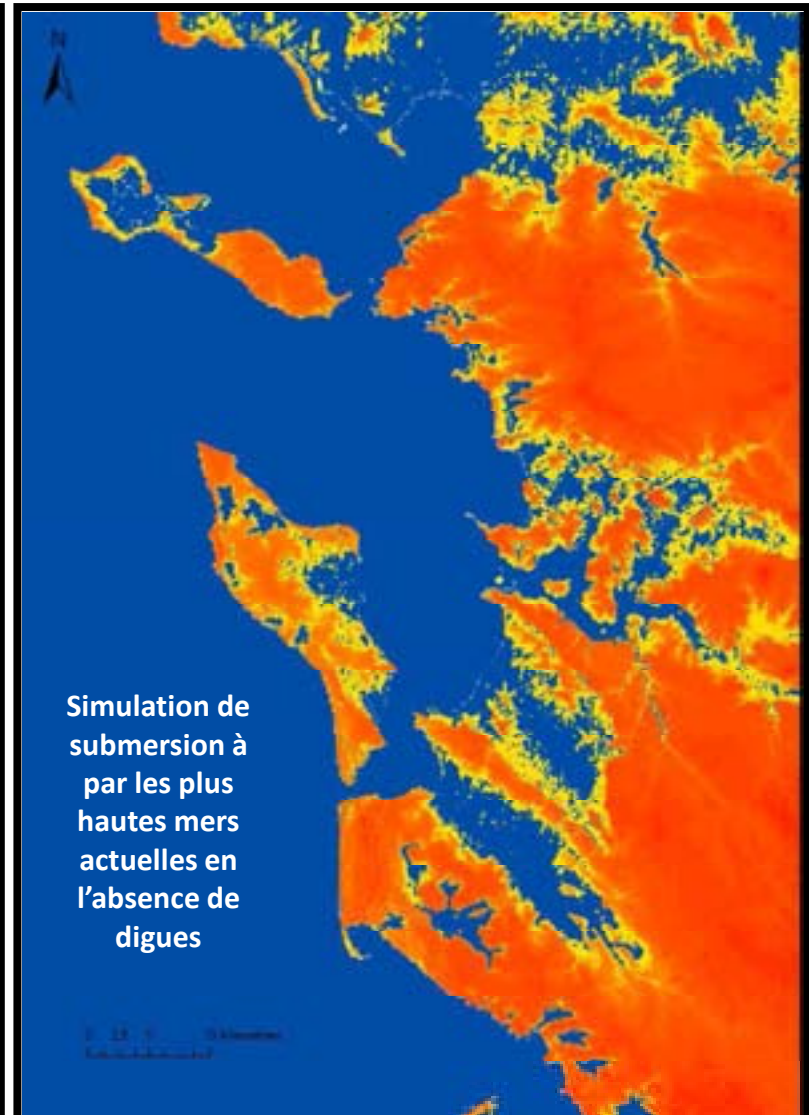 N
Simulation de
submersion à
par les plus
hautes mers
actuelles en
l'absence de
digues